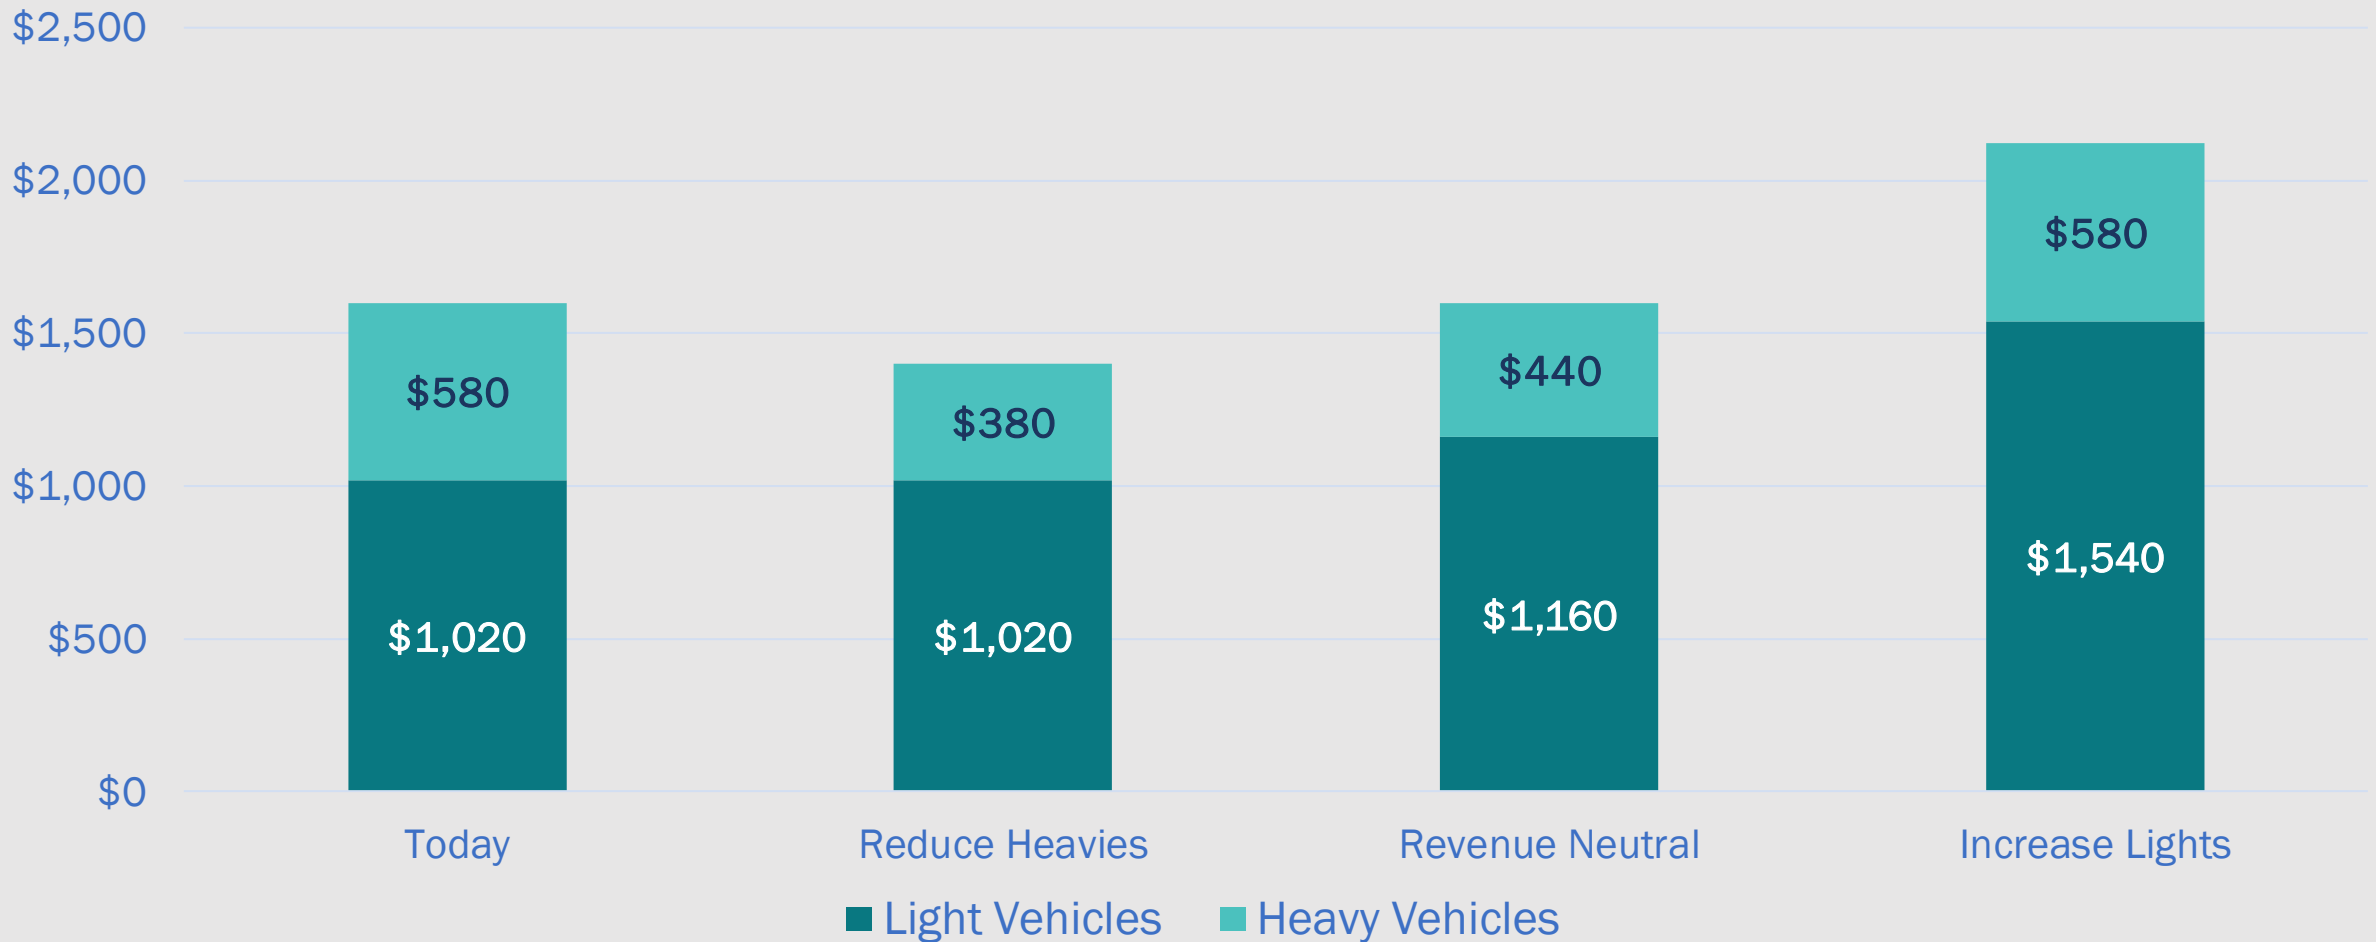 $2,500
$2,000
$1,500
$1,000
$500
$0
$580
$1,020
$380
$1,020
$440
$1,160
$580
$1,540
Today
Reduce Heavies
Revenue Neutral
Increase Lights
Light Vehicles
Heavy Vehicles